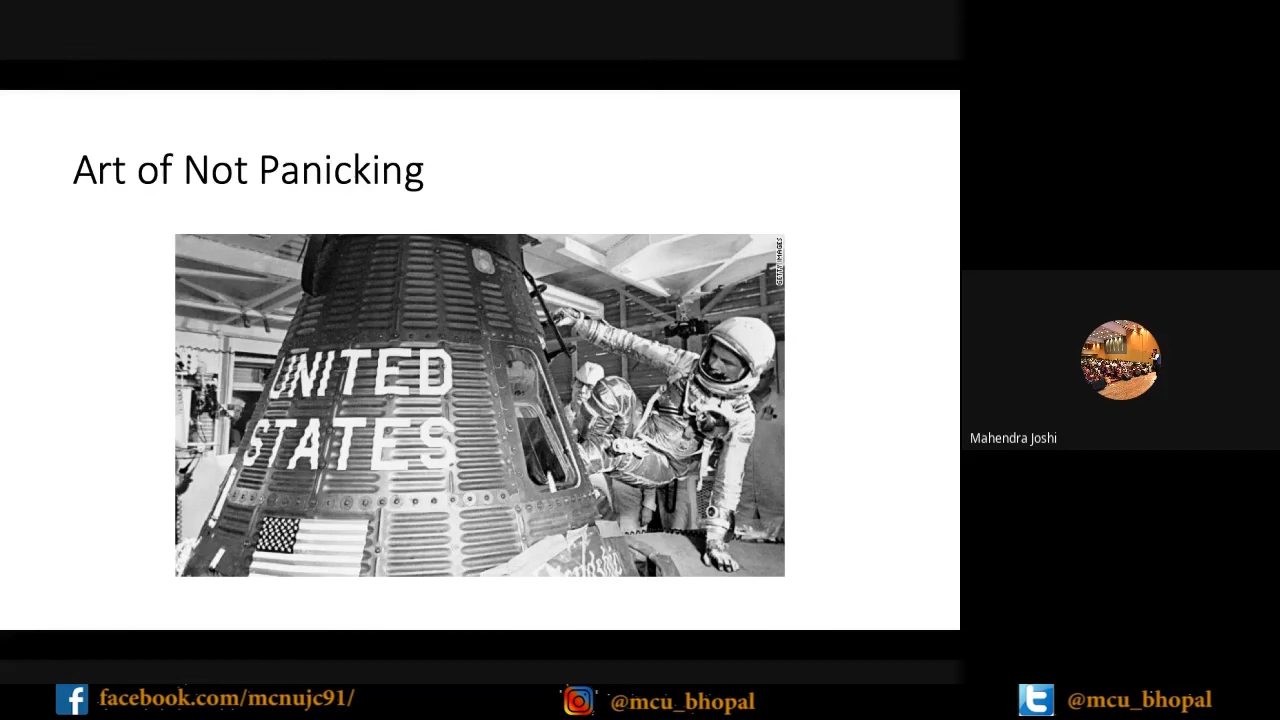 Art of Not Panicking
GETTY IMAGES
UNITED
STATES
Mahendra Joshi
facebook.com/mcnujc91/
@mcu_bhopal
@mcu_bhopal